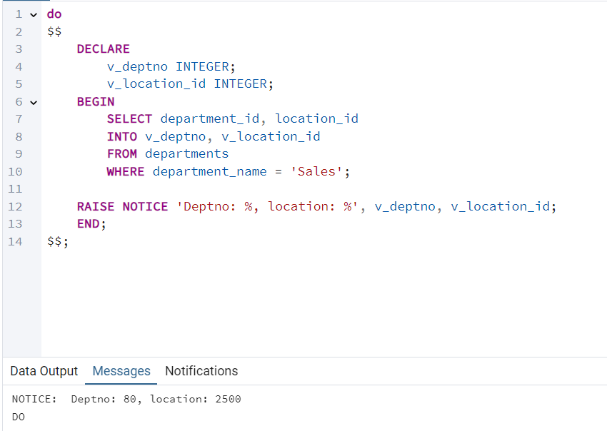 1 do
2 $$
3 DECLARE
4 v_deptno INTEGER;
5 v_location_id INTEGER;
6 BEGIN
7 SELECT department_id, location_id
8 INTO v_deptno, v_location_id
9 FROM departments
10 WHERE department_name = 'Sales';
11
12 RAISE NOTICE 'Deptno: %, location: %', v_deptno, v_location_id;
13 END;
14 $$;
Data Output Messages Notifications
NOTICE:  Deptno: 80, location: 2500
DO